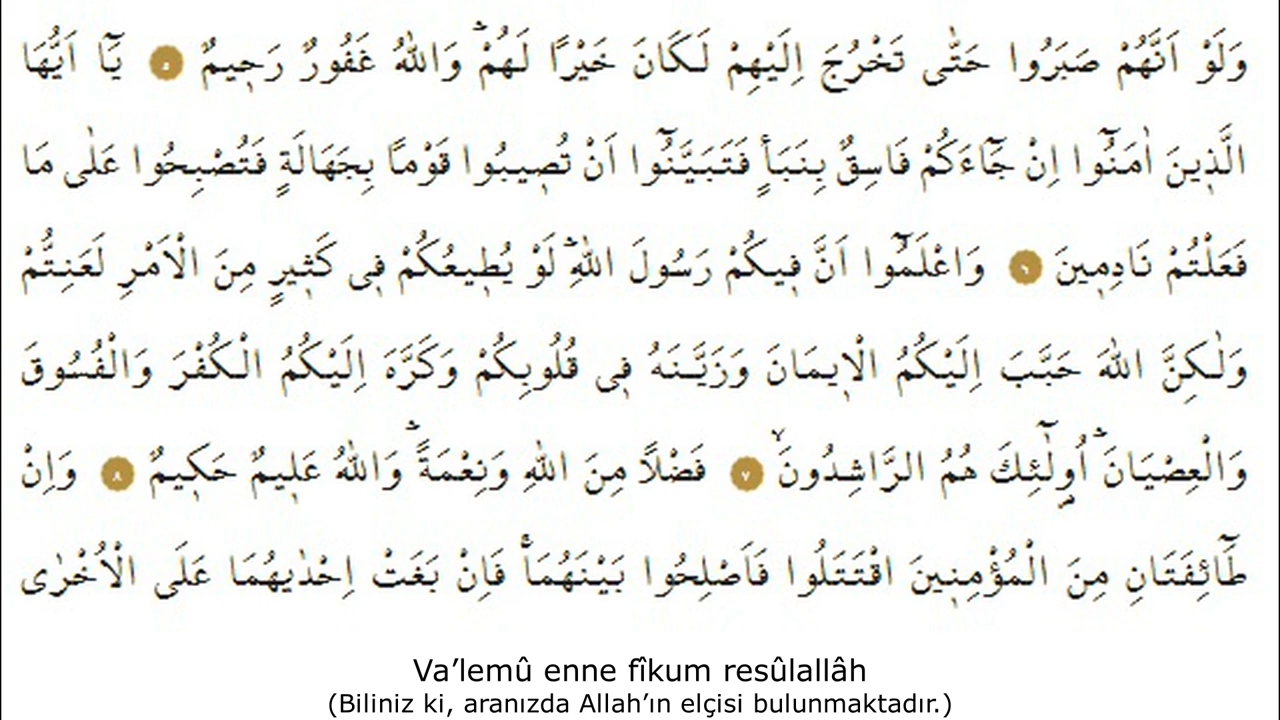 وَلَوْ اَنَّهُمْ صَبَرُوا حَتّٰى تَخْرُجَ اِلَيْهِمْ لَكَانَ خَيْرًا لَهُمْۜ وَاللّٰهُ غَفُورٌ رَح۪يمٌ ٥ يَٓا اَيُّهَا
الَّذ۪ينَ اٰمَنُٓوا اِنْ جَٓاءَكُمْ فَاسِقٌ بِنَبَأٍ فَتَبَيَّنُٓوا اَنْ تُص۪يبُوا قَوْمًا بِجَهَالَةٍ فَتُصْبِحُوا عَلٰى مَا
فَعَلْتُمْ نَادِم۪ينَ ٦ وَاعْلَمُٓوا اَنَّ ف۪يكُمْ رَسُولَ اللّٰهِۜ لَوْ يُط۪يعُكُمْ ف۪ى كَث۪يرٍ مِنَ الْاَمْرِ لَعَنِتُّمْ
وَلٰكِنَّ اللّٰهَ حَبَّبَ اِلَيْكُمُ الْا۪يمَانَ وَزَيَّنَهُ ف۪ى قُلُوبِكُمْ وَكَرَّهَ اِلَيْكُمُ الْكُفْرَ وَالْفُسُوقَ
وَالْعِصْيَانَۜ اُو۬لٰٓئِكَ هُمُ الرَّاشِدُونَۙ ٧ فَضْلًا مِنَ اللّٰهِ وَنِعْمَةًۜ وَاللّٰهُ عَل۪يمٌ حَك۪يمٌ ٨ وَاِنْ
طَٓائِفَتَانِ مِنَ الْمُؤْمِن۪ينَ اقْتَتَلُوا فَاَصْلِحُوا بَيْنَهُمَاۚ فَاِنْ بَغَتْ اِحْدٰيهُمَا عَلَى الْاُخْرٰى
Va’lemû enne fîkum resûlallâh
(Biliniz ki, aranızda Allah’ın elçisi bulunmaktadır.)